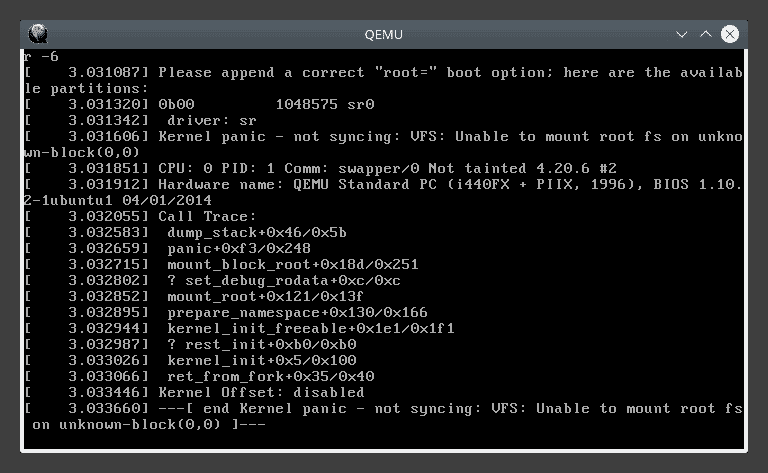 QEMU
r -6
[    3.031087] Please append a correct "root=" boot option; here are the availab
le partitions:
[    3.031320] 0b00         1048575 sr0
[    3.031342]  driver: sr
[    3.031606] Kernel panic - not syncing: VFS: Unable to mount root fs on unkno
wn-block(0,0)
[    3.031851] CPU: 0 PID: 1 Comm: swapper/0 Not tainted 4.20.6 #2
[    3.031912] Hardware name: QEMU Standard PC (i440FX + PIIX, 1996), BIOS 1.10.
2-1ubuntu1 04/01/2014
[    3.032055] Call Trace:
[    3.032583]  dump_stack+0x46/0x5b
[    3.032659]  panic+0xf3/0x248
[    3.032715]  mount_block_root+0x18d/0x251
[    3.032802]  ? set_debug_rodata+0xc/0xc
[    3.032852]  mount_root+0x121/0x13f
[    3.032895]  prepare_namespace+0x130/0x166
[    3.032944]  kernel_init_freeable+0x1e1/0x1f1
[    3.032987]  ? rest_init+0xb0/0xb0
[    3.033026]  kernel_init+0x5/0x100
[    3.033066]  ret_from_fork+0x35/0x40
[    3.033446] Kernel Offset: disabled
[    3.033660] ---[ end Kernel panic - not syncing: VFS: Unable to mount root fs
 on unknown-block(0,0) ]---